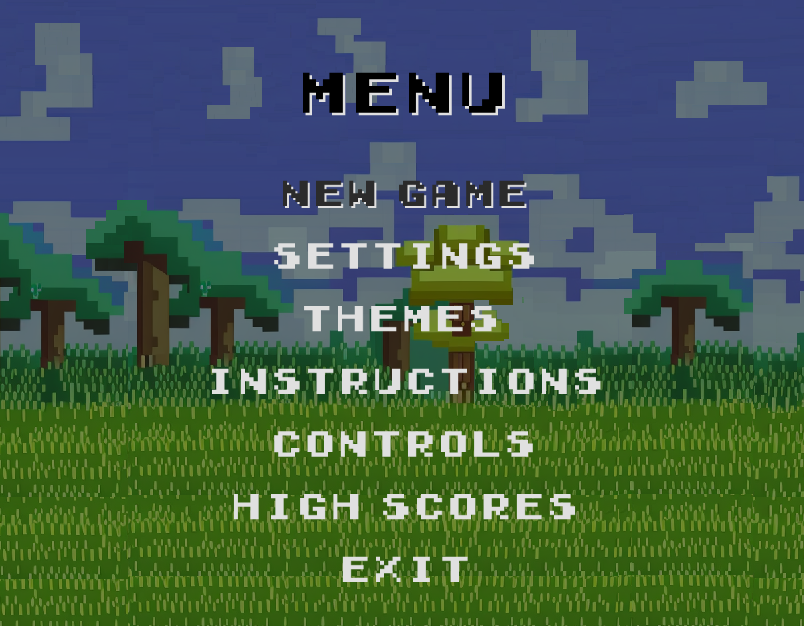 MENU
NEW GAME
SETTINGS
THEMES
INSTRUCTIONS
CONTROLS
HIGH SCORES
EXIT